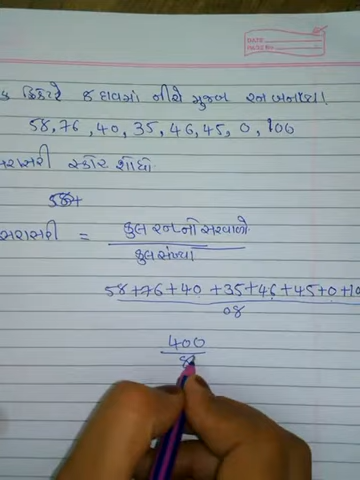 ક્રિકેટરે ૪ દાવમાં નીચે મુજબ રન બનાવ્યા.
58, 76, 40, 35, 46, 45, 0, 100
સરાસરી સ્કોર શોધો.
સરાસરી = કુલ રનનો સરવાળો
કુલ સંખ્યા
58+76+40+35+46+45+0+10
08
400
8